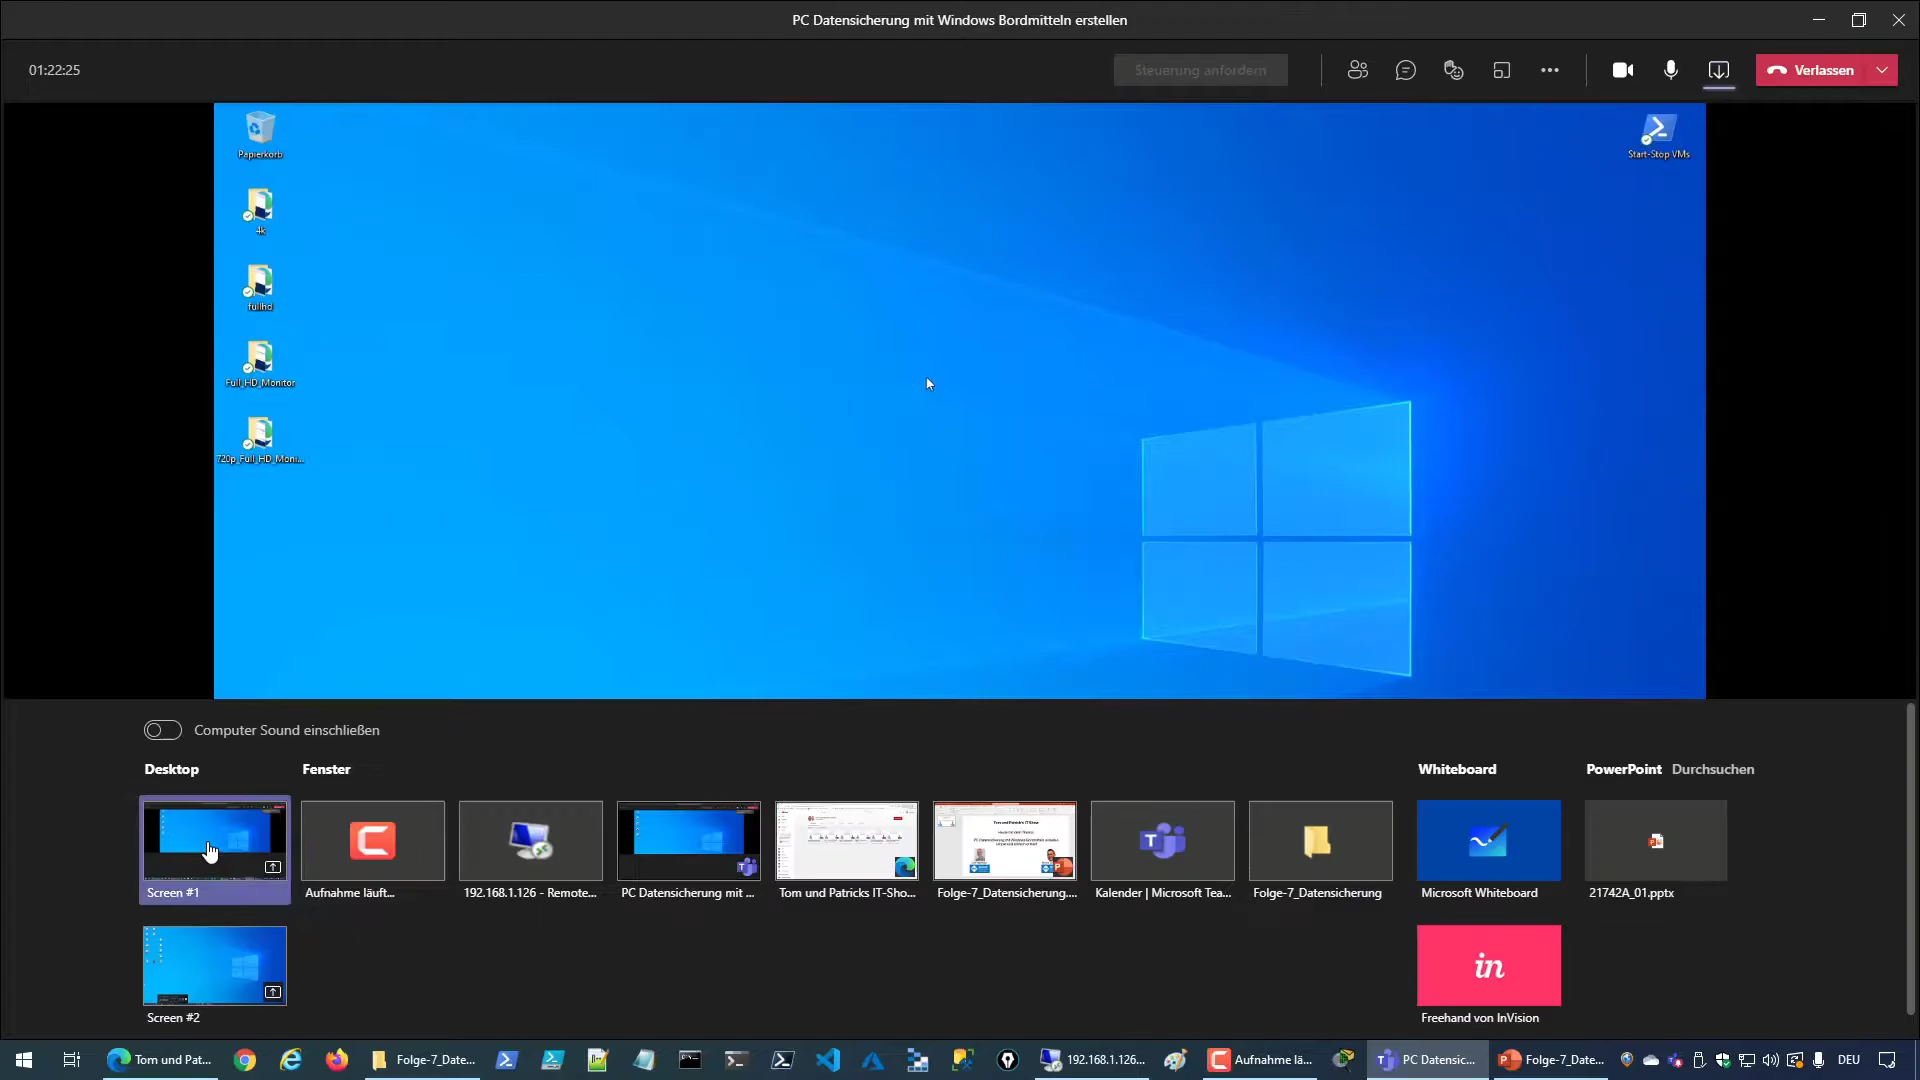 PC Datensicherung mit Windows Bordmitteln erstellen
01:22:25
Steuerung anfordern
Verlassen
Papierkorb
Start-Stop VMs
4k
fullhd
Full_HD_Monitor
720p_Full_HD_Moni...
Computer Sound einschließen
Desktop
Fenster
Whiteboard
PowerPoint Durchsuchen
Screen #1
Aufnahme läuft...
192.168.1.126 - Remote...
PC Datensicherung mit ...
Tom und Patricks IT-Sho...
Folge-7_Datensicherung....
Kalender | Microsoft Tea...
Folge-7_Datensicherung
Microsoft Whiteboard
21742A_01.pptx
Screen #2
in
Freehand von InVision
Tom und Pat...
Folge-7_Date...
192.168.1.126...
Aufnahme lä...
PC Datensic...
Folge-7_Date...
DEU